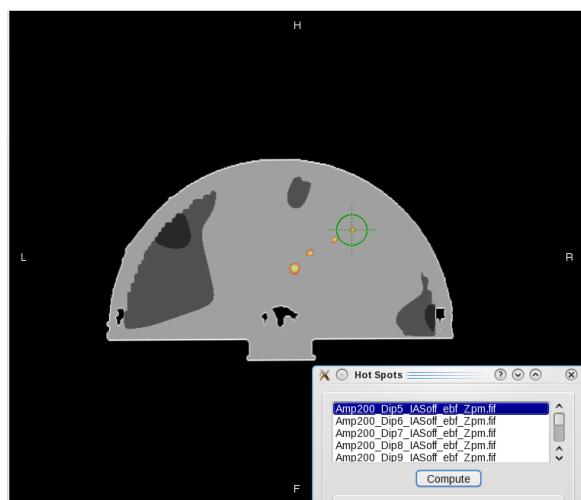 H
L
R
Hot Spots
Amp200_Dip5_IASoff_ebf_Zpm.fif
Amp200_Dip6_IASoff_ebf_Zpm.fif
Amp200_Dip7_IASoff_ebf_Zpm.fif
Amp200_Dip8_IASoff_ebf_Zpm.fif
Amp200_Dip9_IASoff_ebf_Zpm.fif
Compute
F